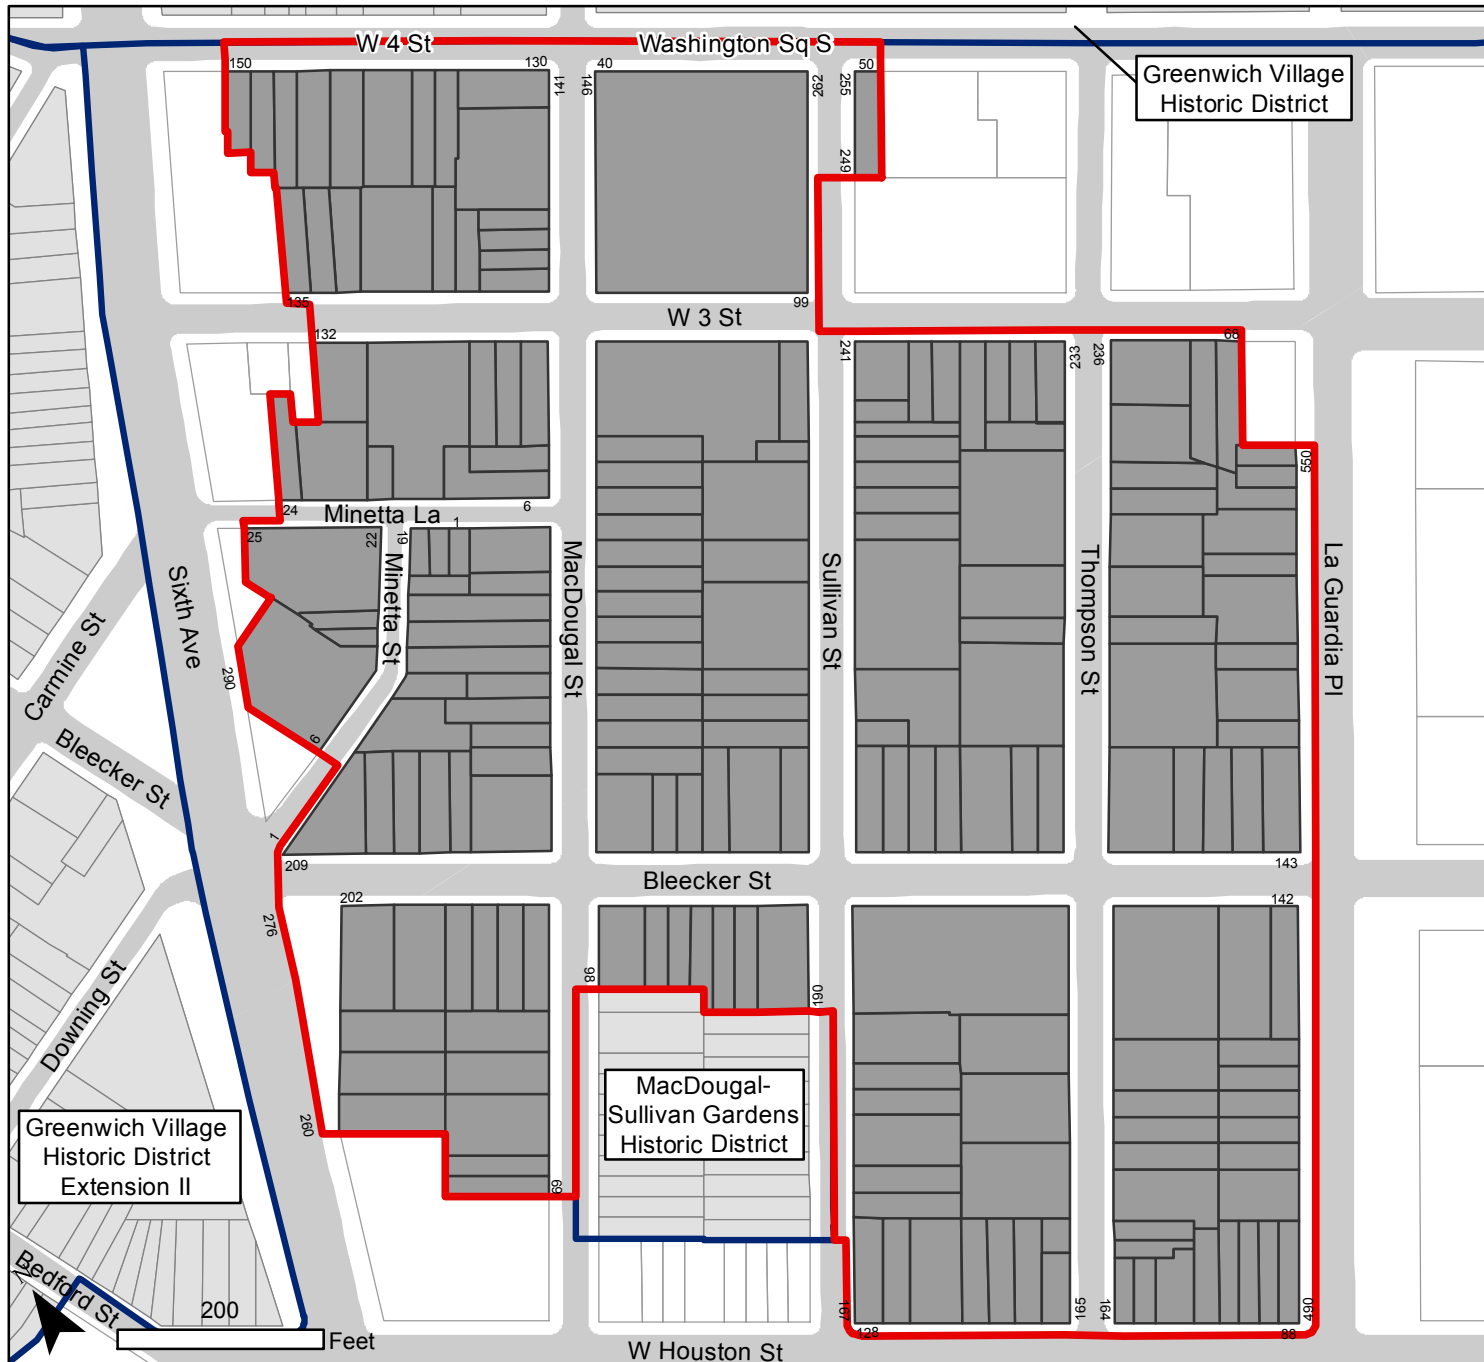 W 4 St
Washington Sq S
150
130
141
146
40
262
255
50
Greenwich Village
Historic District
249
135
99
W 3 St
132
241
233
236
68
550
24
Minetta La
6
25
22
19
1
Minetta St
MacDougal St
Sullivan St
Thompson St
La Guardia Pl
Sixth Ave
Carmine St
290
6
Bleecker St
1
209
143
Bleecker St
202
142
276
98
160
Downing St
MacDougal-
Sullivan Gardens
Historic District
260
Greenwich Village
Historic District
Extension II
69
Bedford St
N
200
Feet
167
128
165
164
88
490
W Houston St